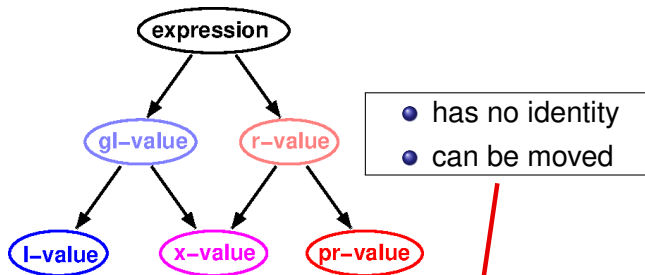 expression
gl-value
r-value
has no identity
can be moved
l-value
x-value
pr-value